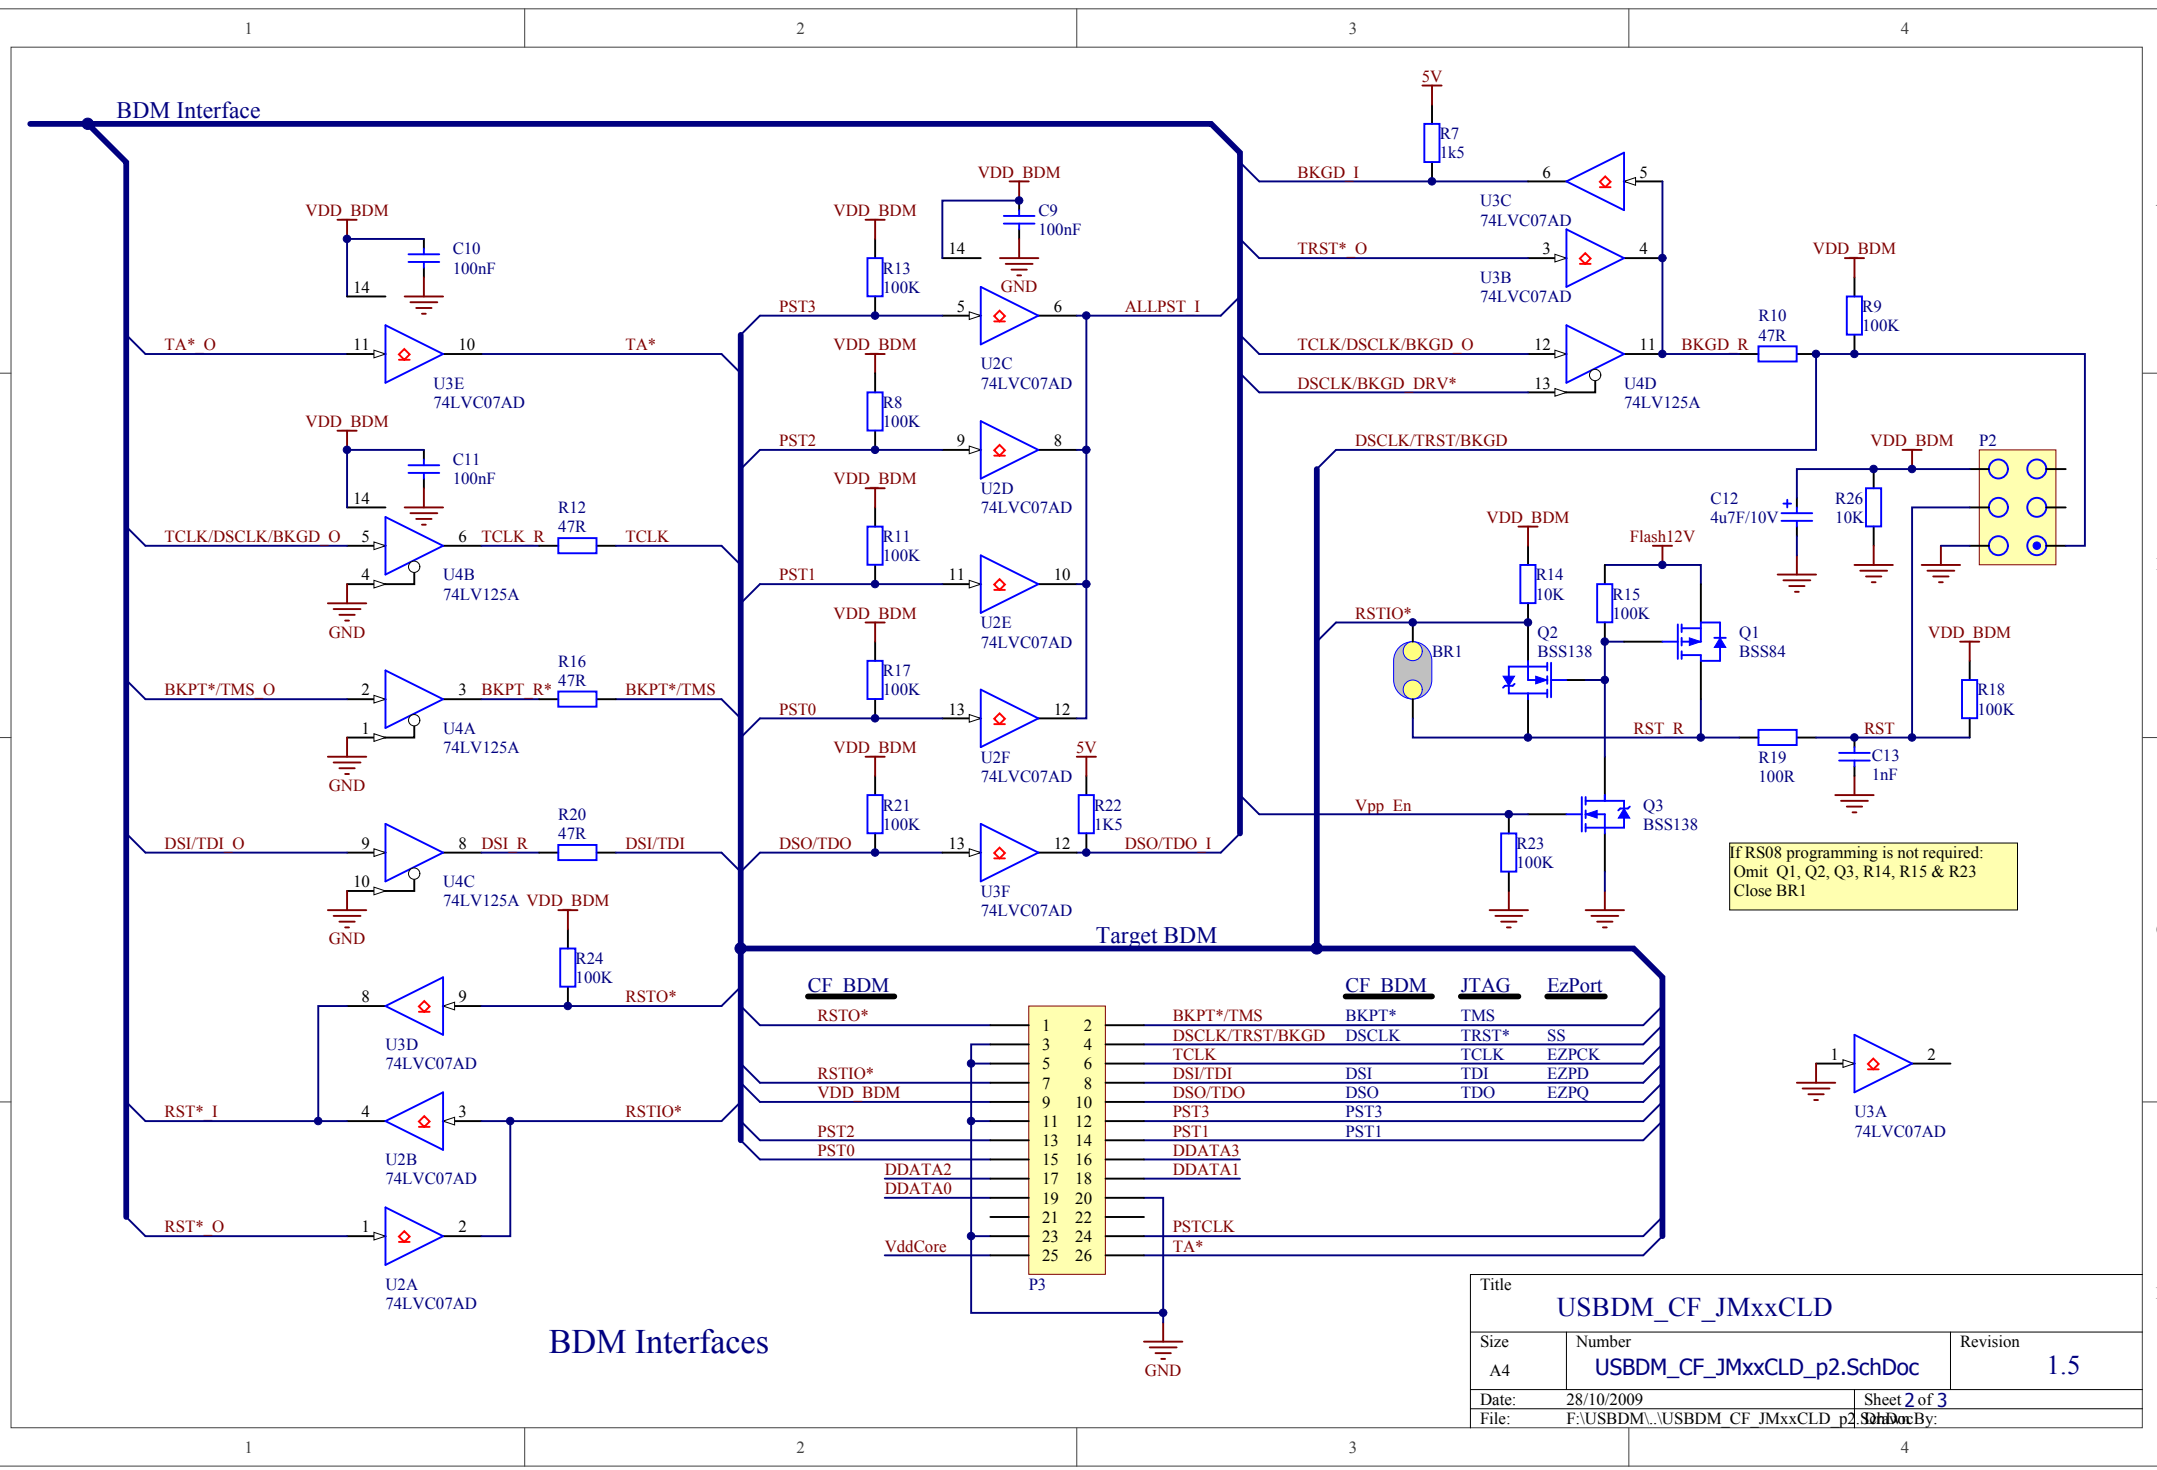 1 2 3 4
BDM Interface
VDD_BDM
C10
100nF
14
TA*_O 11 10 TA*
U3E
74LVC07AD
VDD_BDM
C11
100nF
14
TCLK/DSCLK/BKGD_O 5 6 TCLK_R R12 47R TCLK
4
U4B
74LV125A
GND
BKPT*/TMS_O 2 3 BKPT_R* R16 47R BKPT*/TMS
1
U4A
74LV125A
GND
DSI/TDI_O 9 8 DSI_R R20 47R DSI/TDI
10
U4C
74LV125A
GND
VDD_BDM
R24
100K
8 9 RSTO*
U3D
74LVC07AD
RST*_I 4 3 RSTIO*
U2B
74LVC07AD
RST*_O 1 2
U2A
74LVC07AD
VDD_BDM
R13
100K
VDD_BDM
C9
100nF
14
GND
PST3 5 6 ALLPST_I
U2C
74LVC07AD
VDD_BDM
R8
100K
PST2 9 8
U2D
74LVC07AD
VDD_BDM
R11
100K
PST1 11 10
U2E
74LVC07AD
VDD_BDM
R17
100K
PST0 13 12
U2F
74LVC07AD
VDD_BDM
R21
100K
5V
R22
1K5
DSO/TDO 13 12 DSO/TDO_I
U3F
74LVC07AD
5V
R7
1k5
BKGD_I 6 5
U3C
74LVC07AD
TRST*_O 3 4
U3B
74LVC07AD
TCLK/DSCLK/BKGD_O 12 11 BKGD_R R10 47R
DSCLK/BKGD_DRV* 13
U4D
74LV125A
VDD_BDM
R9
100K
DSCLK/TRST/BKGD
VDD_BDM
P2
C12
4u7F/10V
+
R26
10K
VDD_BDM
R14
10K
Flash12V
R15
100K
RSTIO*
BR1
Q2
BSS138
Q1
BSS84
VDD_BDM
R18
100K
RST_R
R19
100R
RST
C13
1nF
Vpp_En
R23
100K
Q3
BSS138
If RS08 programming is not required:
Omit Q1, Q2, Q3, R14, R15 & R23
Close BR1
Target BDM
CF_BDM CF_BDM JTAG EzPort
RSTO* 1 2 BKPT*/TMS BKPT* TMS
3 4 DSCLK/TRST/BKGD DSCLK TRST* SS
5 6 TCLK TCLK EZPCK
RSTIO* 7 8 DSI/TDI DSI TDI EZPD
VDD_BDM 9 10 DSO/TDO DSO TDO EZPQ
11 12 PST3 PST3
PST2 13 14 PST1 PST1
PST0 15 16 DDATA3
DDATA2 17 18 DDATA1
DDATA0 19 20
21 22
23 24 PSTCLK
VddCore 25 26 TA*
P3
GND
1 2
U3A
74LVC07AD
BDM Interfaces
Title
USBDM_CF_JMxxCLD
Size Number Revision
A4 USBDM_CF_JMxxCLD_p2.SchDoc 1.5
Date: 28/10/2009 Sheet 2 of 3
File: F:\USBDM\..\USBDM_CF_JMxxCLD_p2.SchDoc Drawn By:
1 2 3 4